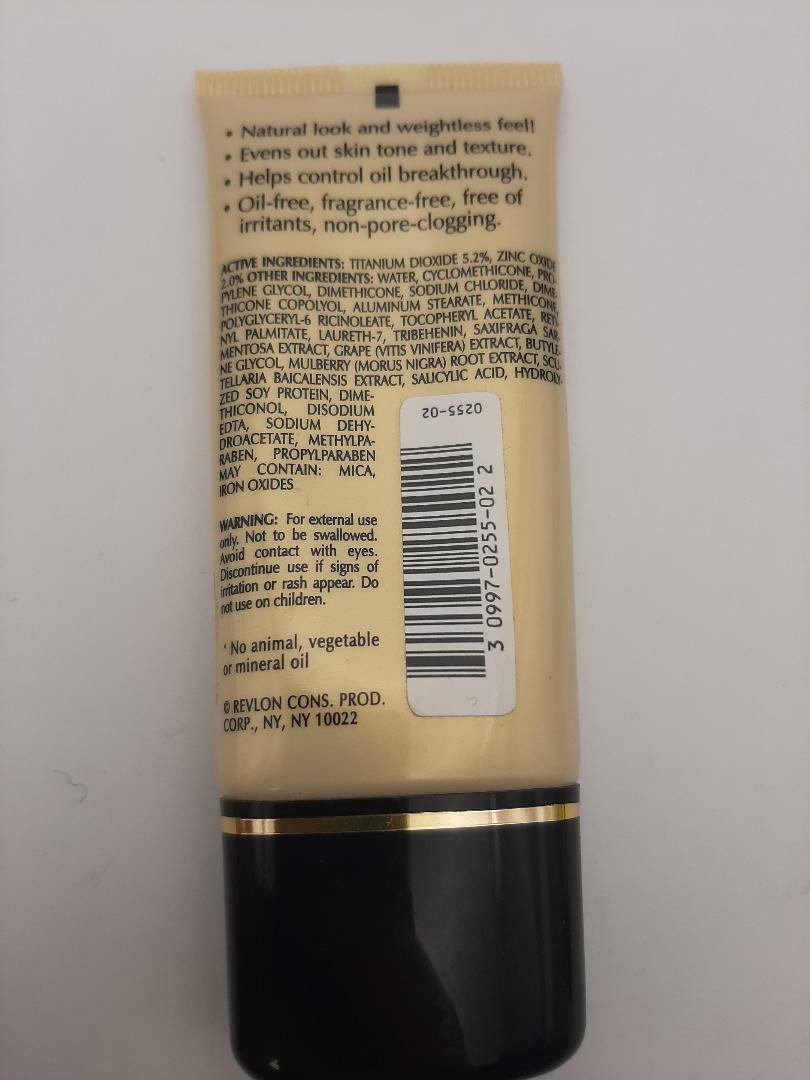 • Natural look and weightless feel!
• Evens out skin tone and texture.
• Helps control oil breakthrough.
• Oil-free, fragrance-free, free of
irritants, non-pore-clogging.
ACTIVE INGREDIENTS: TITANIUM DIOXIDE 5.2%, ZINC OXIDE
2.0% OTHER INGREDIENTS: WATER, CYCLOMETHICONE, PRO-
PYLENE GLYCOL, DIMETHICONE, SODIUM CHLORIDE, DIME-
THICONE COPOLYOL, ALUMINUM STEARATE, METHICONE,
POLYGLYCERYL-6 RICINOLEATE, TOCOPHERYL ACETATE, RETI-
NYL PALMITATE, LAURETH-7, TRIBEHENIN, SAXIFRAGA SAR-
MENTOSA EXTRACT, GRAPE (VITIS VINIFERA) EXTRACT, BUTYLE-
NE GLYCOL, MULBERRY (MORUS NIGRA) ROOT EXTRACT, SCU-
TELLARIA BAICALENSIS EXTRACT, SALICYLIC ACID, HYDROLY-
ZED SOY PROTEIN, DIME-
THICONOL, DISODIUM
EDTA, SODIUM DEHY-
DROACETATE, METHYLPA-
RABEN, PROPYLPARABEN
MAY CONTAIN: MICA,
IRON OXIDES
WARNING: For external use
only. Not to be swallowed.
Avoid contact with eyes.
Discontinue use if signs of
irritation or rash appear. Do
not use on children.
* No animal, vegetable
or mineral oil
© REVLON CONS. PROD.
CORP., NY, NY 10022
0255-02
3 0997-0255-02 2